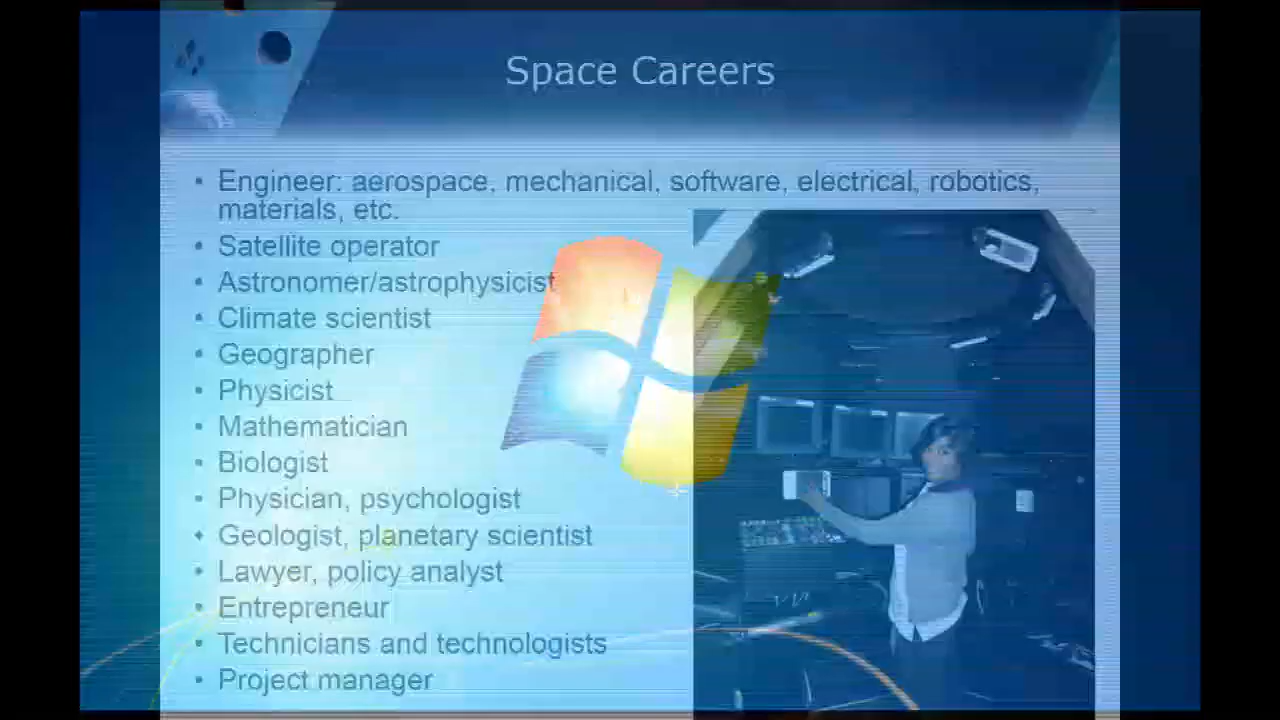 Space Careers
• Engineer: aerospace, mechanical, software, electrical, robotics,
materials, etc.
• Satellite operator
• Astronomer/astrophysicist
• Climate scientist
• Geographer
• Physicist
• Mathematician
• Biologist
• Physician, psychologist
• Geologist, planetary scientist
• Lawyer, policy analyst
• Entrepreneur
• Technicians and technologists
• Project manager